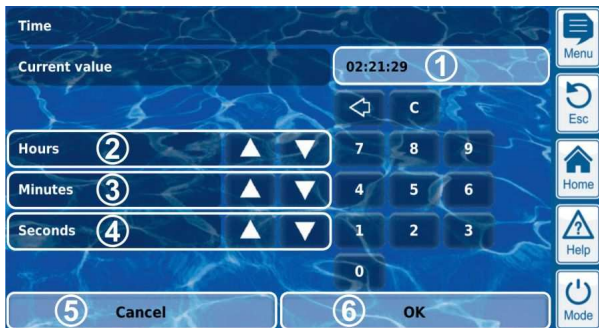 Time
Menu
Current value 02:21:29 1
C
Esc
Hours 2 7 8 9
Home
Minutes 3 4 5 6
Seconds 4 1 2 3
Help
0
5 Cancel 6 OK
Mode